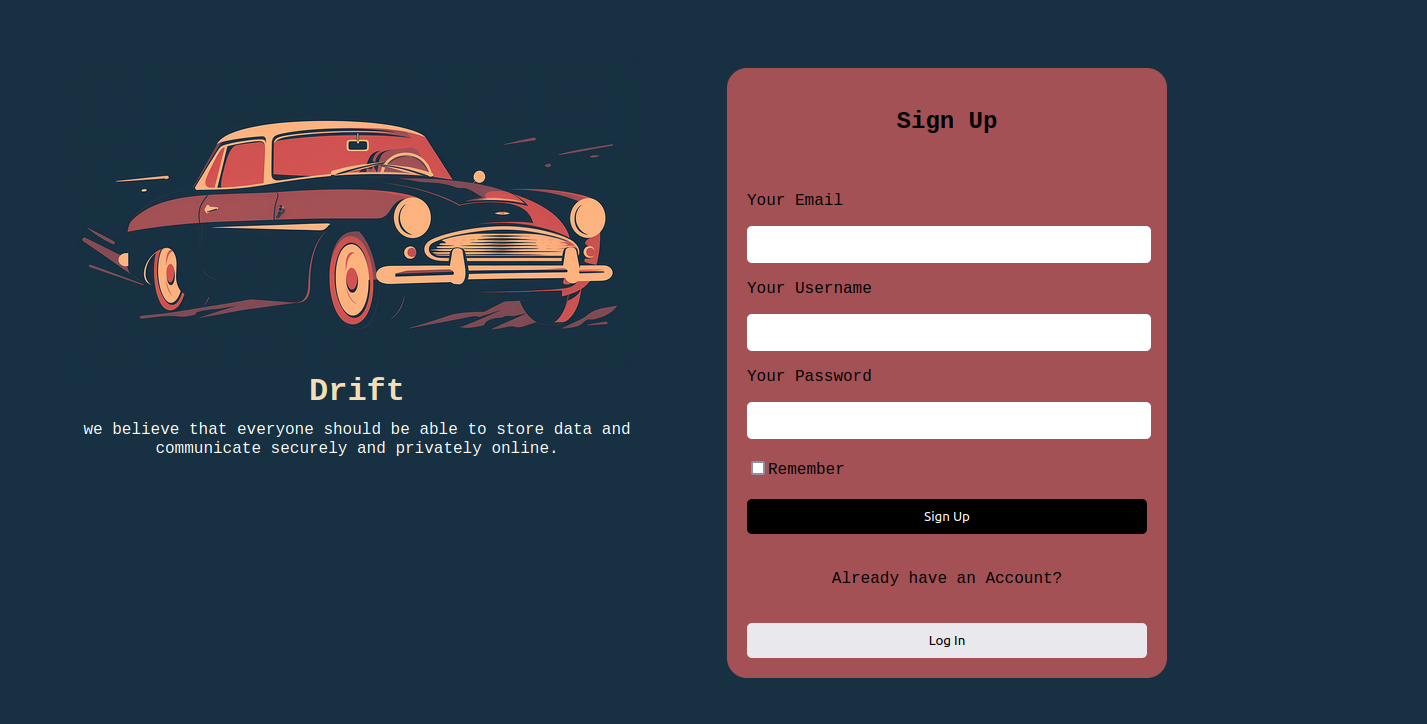 Drift
we believe that everyone should be able to store data and
communicate securely and privately online.
Sign Up
Your Email
Your Username
Your Password
Remember
Sign Up
Already have an Account?
Log In